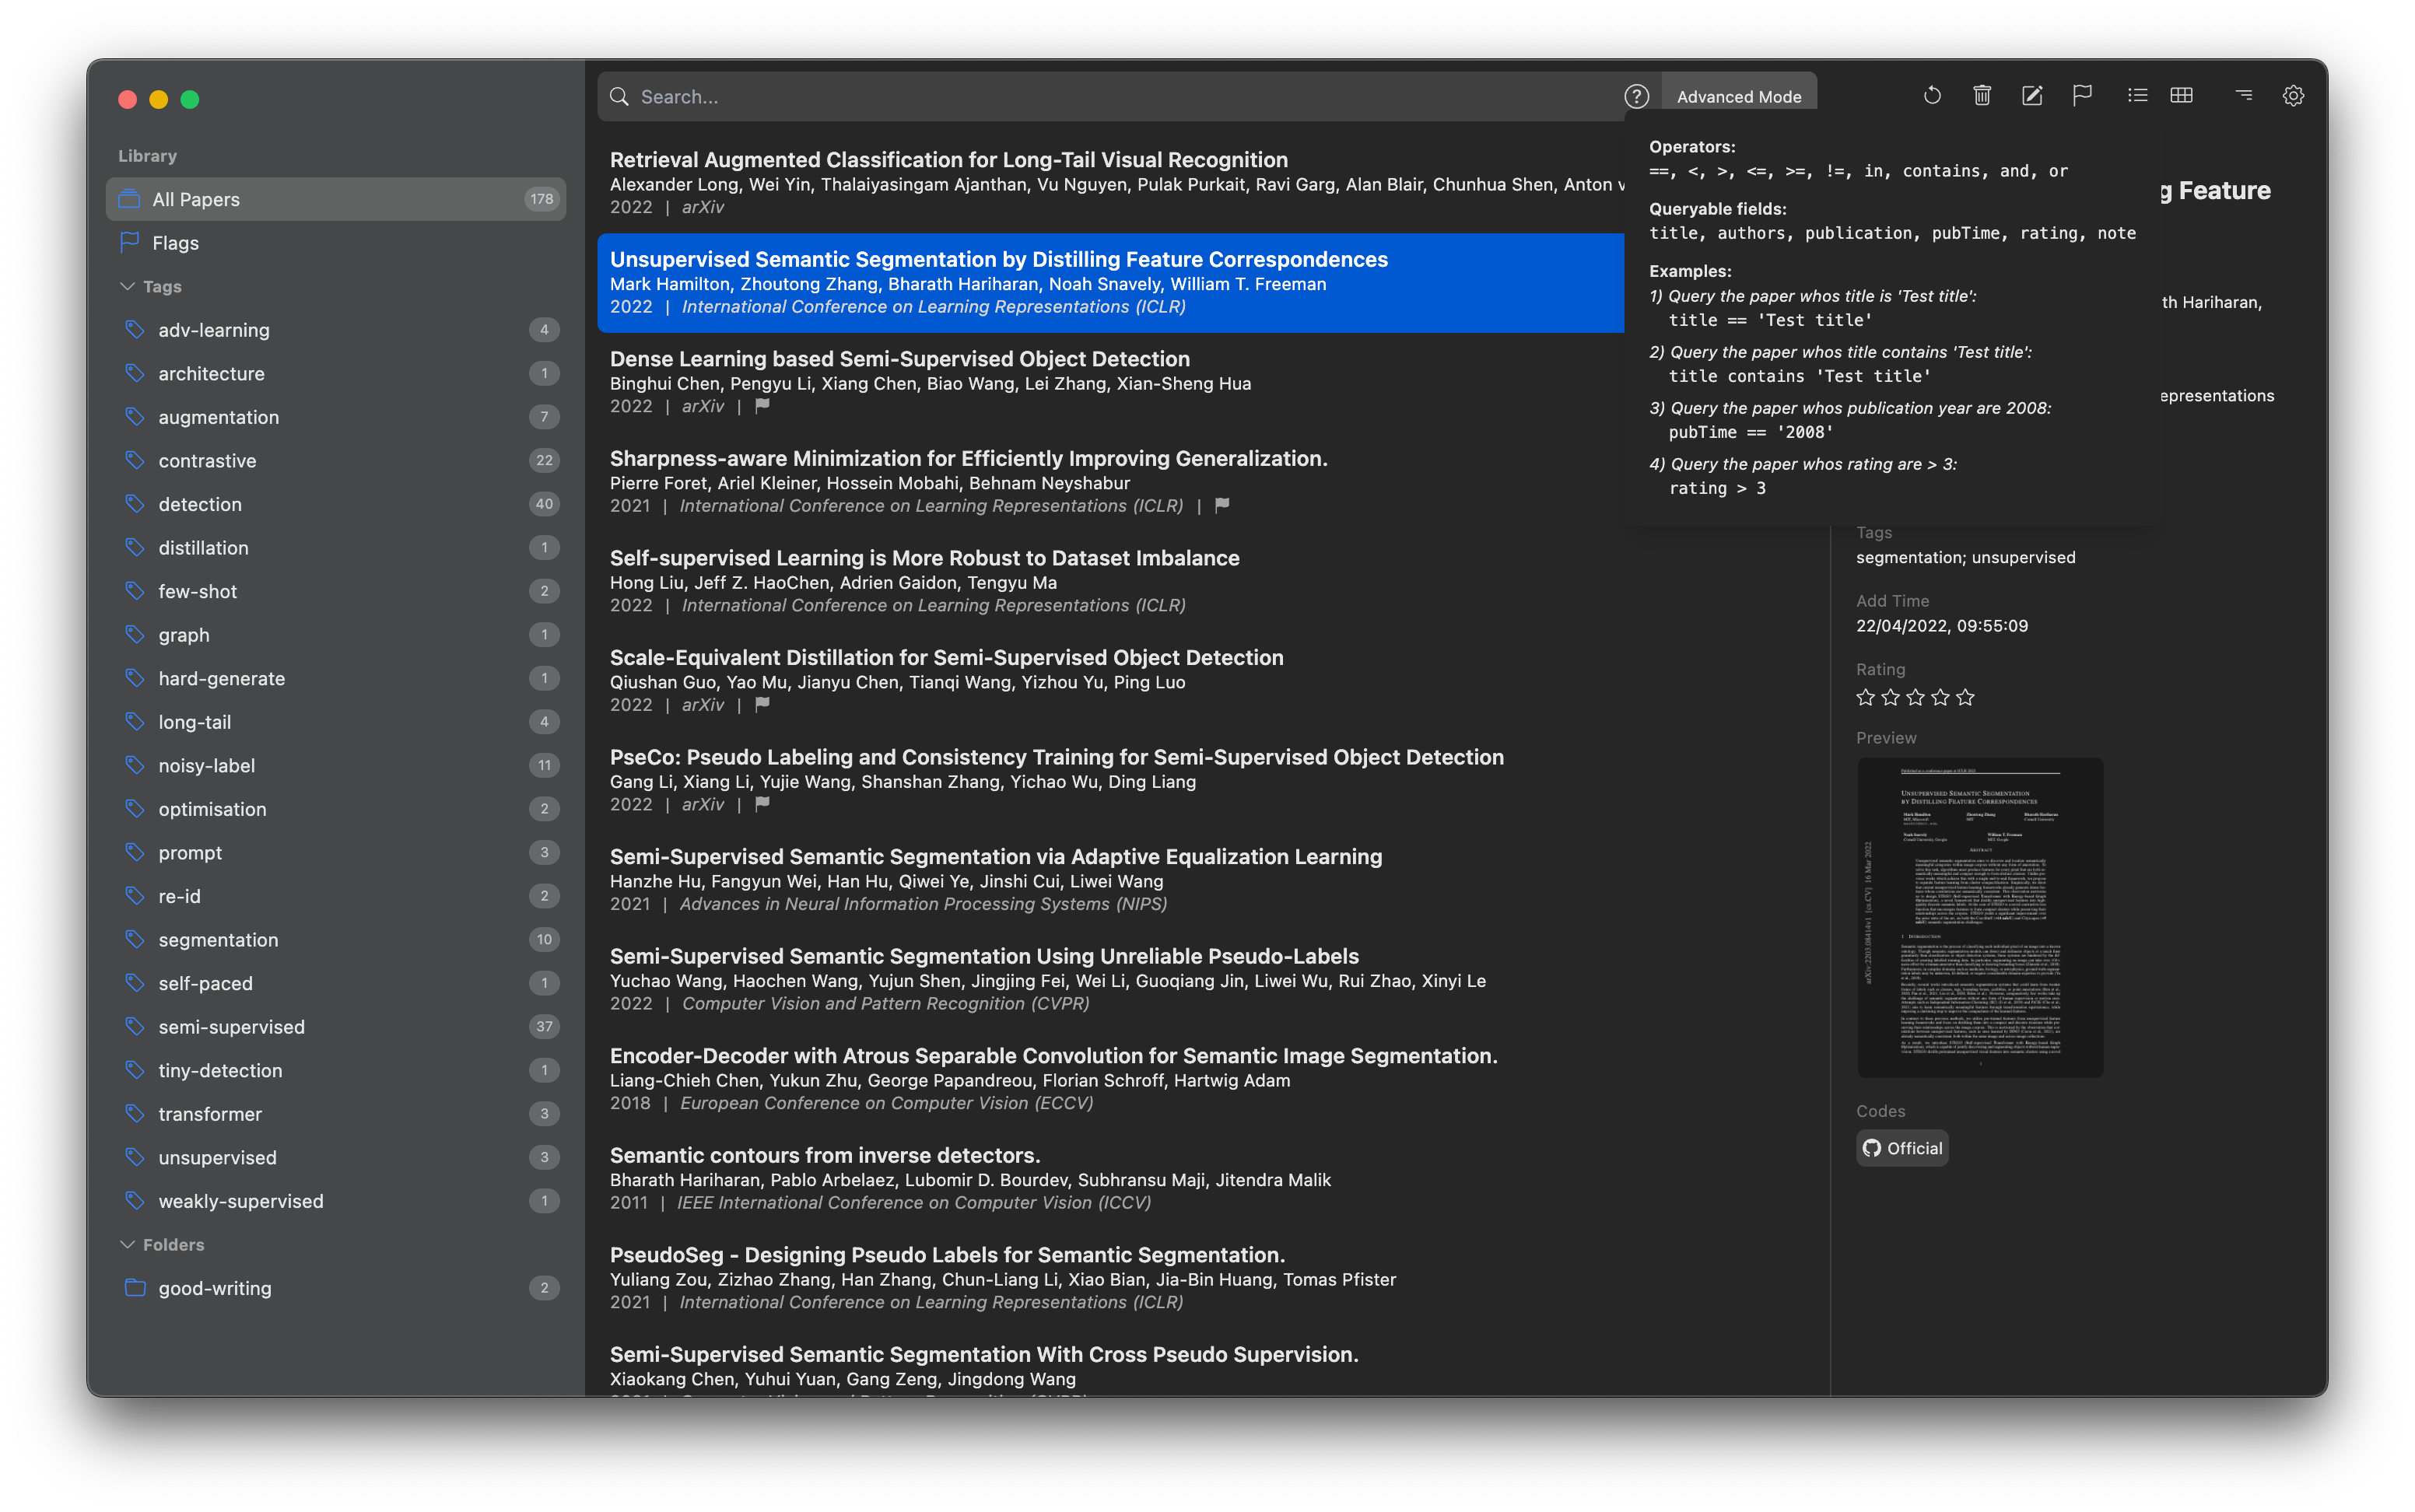 Library
All Papers 178
Flags
Tags
adv-learning 4
architecture 1
augmentation 7
contrastive 22
detection 40
distillation 1
few-shot 2
graph 1
hard-generate 1
long-tail 4
noisy-label 11
optimisation 2
prompt 3
re-id 2
segmentation 10
self-paced 1
semi-supervised 37
tiny-detection 1
transformer 3
unsupervised 3
weakly-supervised 1
Folders
good-writing 2
Search...
? Advanced Mode
Retrieval Augmented Classification for Long-Tail Visual Recognition
Alexander Long, Wei Yin, Thalaiyasingam Ajanthan, Vu Nguyen, Pulak Purkait, Ravi Garg, Alan Blair, Chunhua Shen, Anton
2022 | arXiv
Unsupervised Semantic Segmentation by Distilling Feature Correspondences
Mark Hamilton, Zhoutong Zhang, Bharath Hariharan, Noah Snavely, William T. Freeman
2022 | International Conference on Learning Representations (ICLR)
Dense Learning based Semi-Supervised Object Detection
Binghui Chen, Pengyu Li, Xiang Chen, Biao Wang, Lei Zhang, Xian-Sheng Hua
2022 | arXiv |
Sharpness-aware Minimization for Efficiently Improving Generalization.
Pierre Foret, Ariel Kleiner, Hossein Mobahi, Behnam Neyshabur
2021 | International Conference on Learning Representations (ICLR) |
Self-supervised Learning is More Robust to Dataset Imbalance
Hong Liu, Jeff Z. HaoChen, Adrien Gaidon, Tengyu Ma
2022 | International Conference on Learning Representations (ICLR)
Scale-Equivalent Distillation for Semi-Supervised Object Detection
Qiushan Guo, Yao Mu, Jianyu Chen, Tianqi Wang, Yizhou Yu, Ping Luo
2022 | arXiv |
PseCo: Pseudo Labeling and Consistency Training for Semi-Supervised Object Detection
Gang Li, Xiang Li, Yujie Wang, Shanshan Zhang, Yichao Wu, Ding Liang
2022 | arXiv |
Semi-Supervised Semantic Segmentation via Adaptive Equalization Learning
Hanzhe Hu, Fangyun Wei, Han Hu, Qiwei Ye, Jinshi Cui, Liwei Wang
2021 | Advances in Neural Information Processing Systems (NIPS)
Semi-Supervised Semantic Segmentation Using Unreliable Pseudo-Labels
Yuchao Wang, Haochen Wang, Yujun Shen, Jingjing Fei, Wei Li, Guoqiang Jin, Liwei Wu, Rui Zhao, Xinyi Le
2022 | Computer Vision and Pattern Recognition (CVPR)
Encoder-Decoder with Atrous Separable Convolution for Semantic Image Segmentation.
Liang-Chieh Chen, Yukun Zhu, George Papandreou, Florian Schroff, Hartwig Adam
2018 | European Conference on Computer Vision (ECCV)
Semantic contours from inverse detectors.
Bharath Hariharan, Pablo Arbelaez, Lubomir D. Bourdev, Subhransu Maji, Jitendra Malik
2011 | IEEE International Conference on Computer Vision (ICCV)
PseudoSeg - Designing Pseudo Labels for Semantic Segmentation.
Yuliang Zou, Zizhao Zhang, Han Zhang, Chun-Liang Li, Xiao Bian, Jia-Bin Huang, Tomas Pfister
2021 | International Conference on Learning Representations (ICLR)
Semi-Supervised Semantic Segmentation With Cross Pseudo Supervision.
Xiaokang Chen, Yuhui Yuan, Gang Zeng, Jingdong Wang
Operators:
==, <, >, <=, >=, !=, in, contains, and, or
Queryable fields:
title, authors, publication, pubTime, rating, note
Examples:
1) Query the paper whos title is 'Test title':
title == 'Test title'
2) Query the paper whos title contains 'Test title':
title contains 'Test title'
3) Query the paper whos publication year are 2008:
pubTime == '2008'
4) Query the paper whos rating are > 3:
rating > 3
g Feature
th Hariharan,
epresentations
Tags
segmentation; unsupervised
Add Time
22/04/2022, 09:55:09
Rating
Preview
UNSUPERVISED SEMANTIC SEGMENTATION
BY DISTILLING FEATURE CORRESPONDENCES
arXiv:2203.08414v1 [cs.CV] 16 Mar 2022
Codes
Official